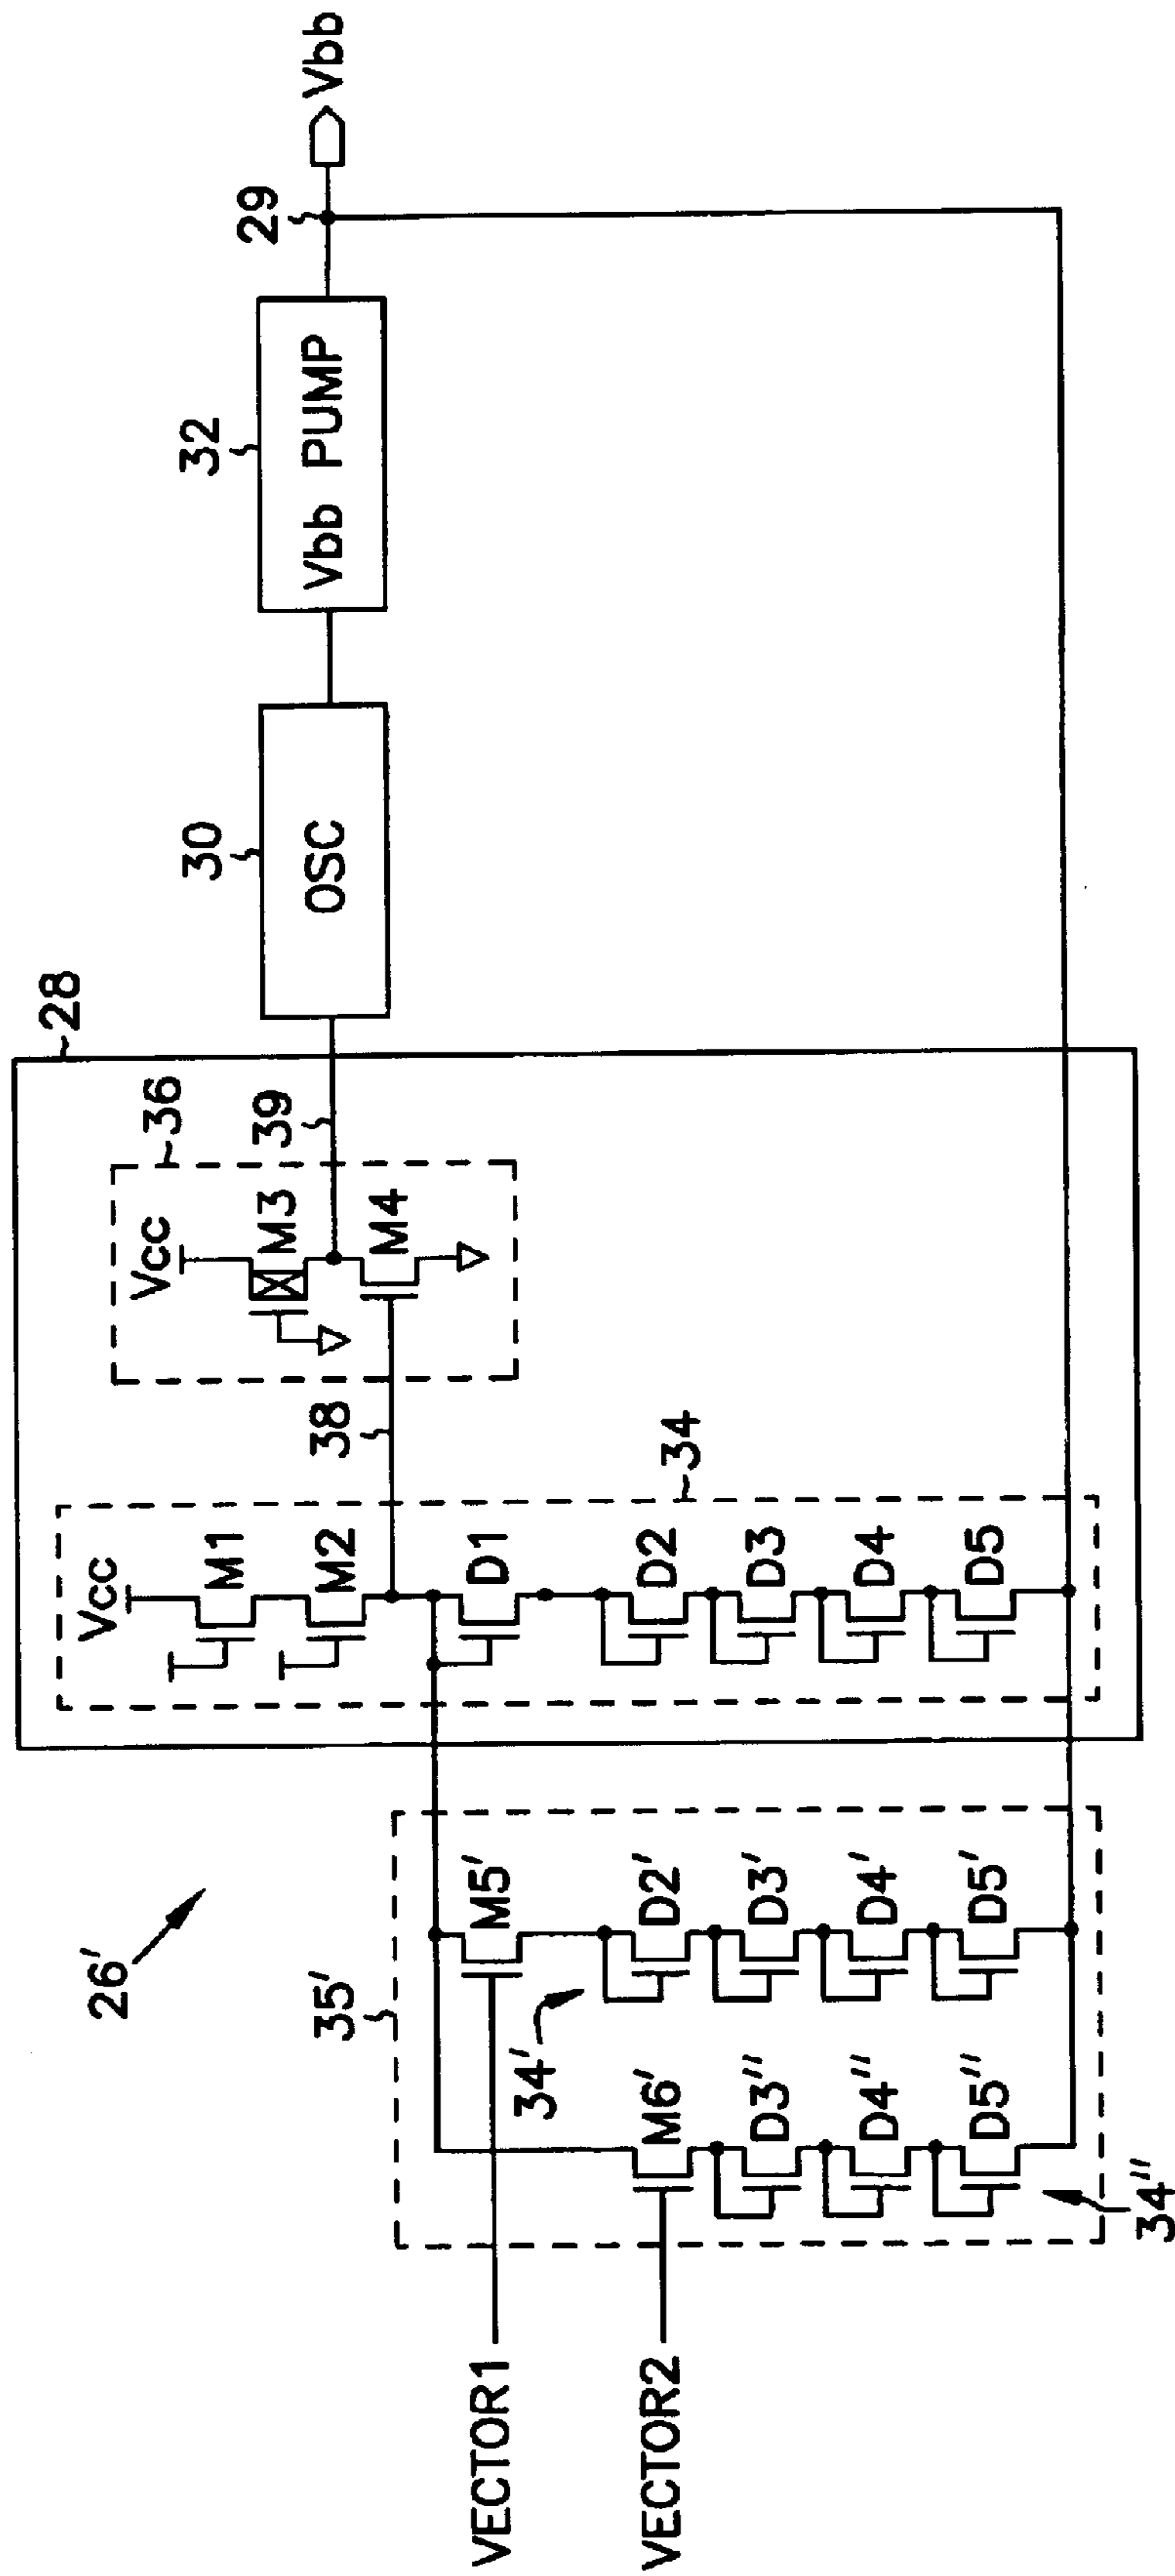 26'
28
36
Vcc
M3
M4
39
38
30
OSC
32
Vbb PUMP
29
Vbb
Vcc
M1
M2
D1
D2
D3
D4
D5
34
35'
M5'
D2'
D3'
D4'
D5'
34'
M6'
D3''
D4''
D5''
34''
VECTOR1
VECTOR2